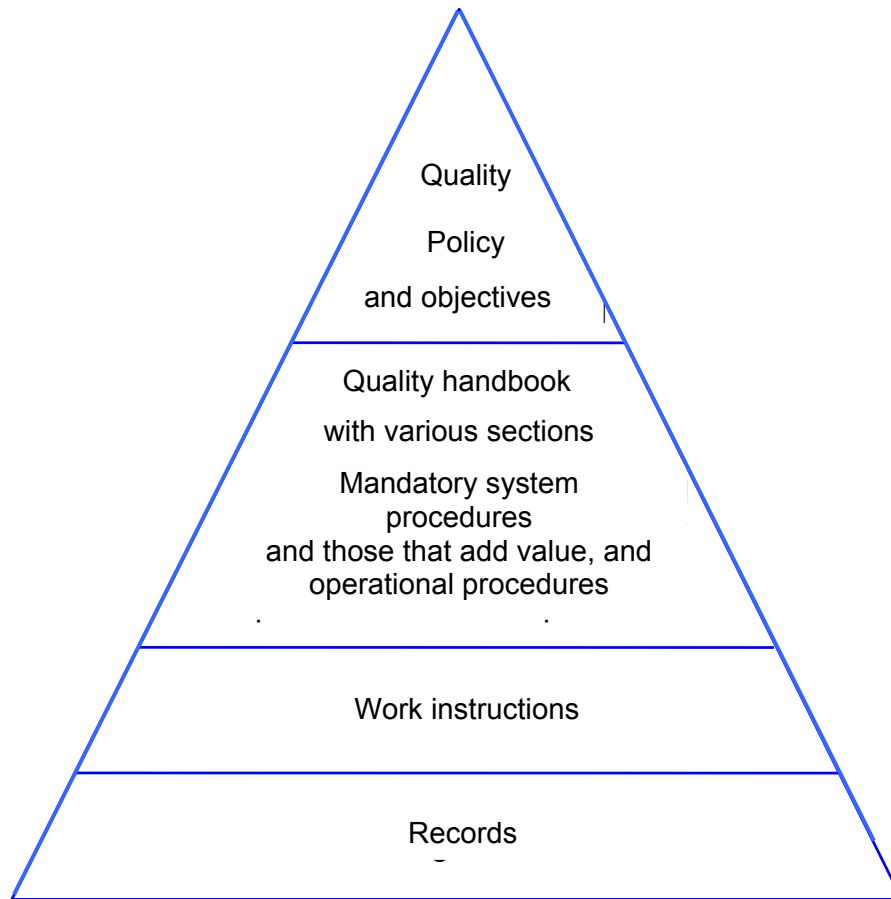 Quality
Policy
and objectives
Quality handbook
with various sections
Mandatory system
procedures
and those that add value, and
operational procedures
Work instructions
Records